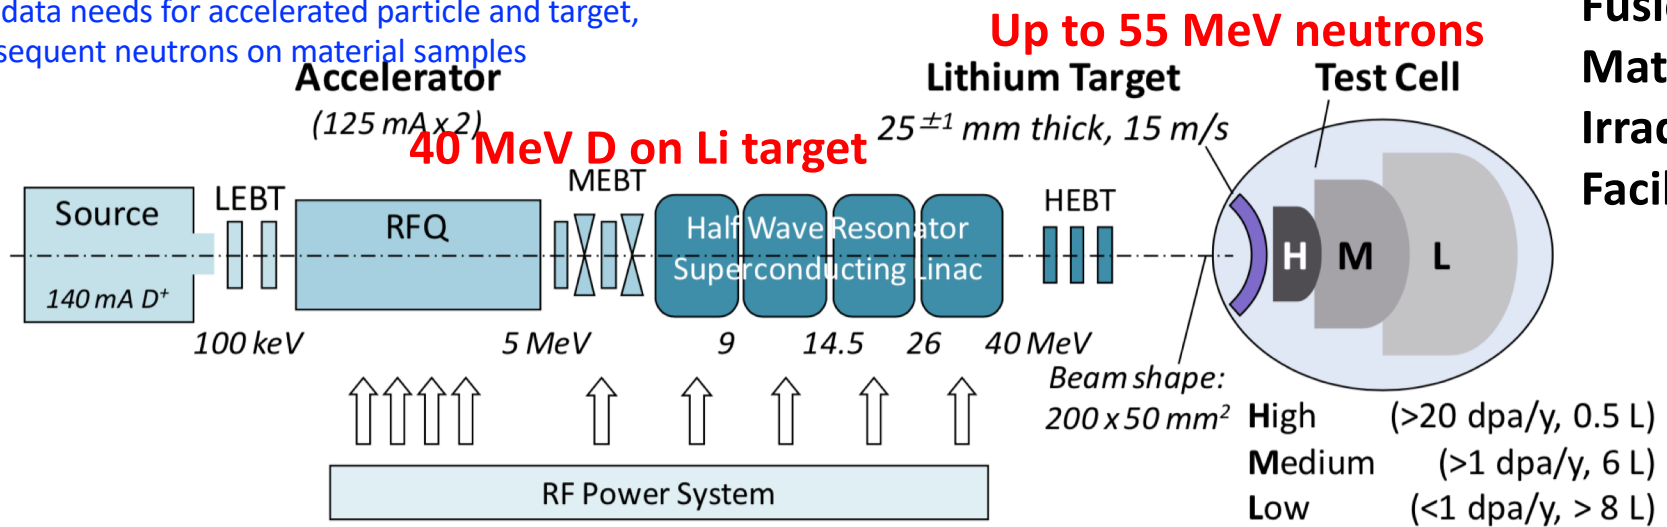 data needs for accelerated particle and target,
sequent neutrons on material samples
Up to 55 MeV neutrons
Accelerator
(125 mA x 2)
40 MeV D on Li target
Lithium Target
25±1 mm thick, 15 m/s
Test Cell
Source
140 mA D+
LEBT
RFQ
MEBT
Half Wave Resonator
Superconducting Linac
HEBT
H M L
100 keV
5 MeV
9
14.5
26
40 MeV
Beam shape:
200 x 50 mm2
RF Power System
High (>20 dpa/y, 0.5 L)
Medium (>1 dpa/y, 6 L)
Low (<1 dpa/y, > 8 L)
Mat
Irrad
Facil